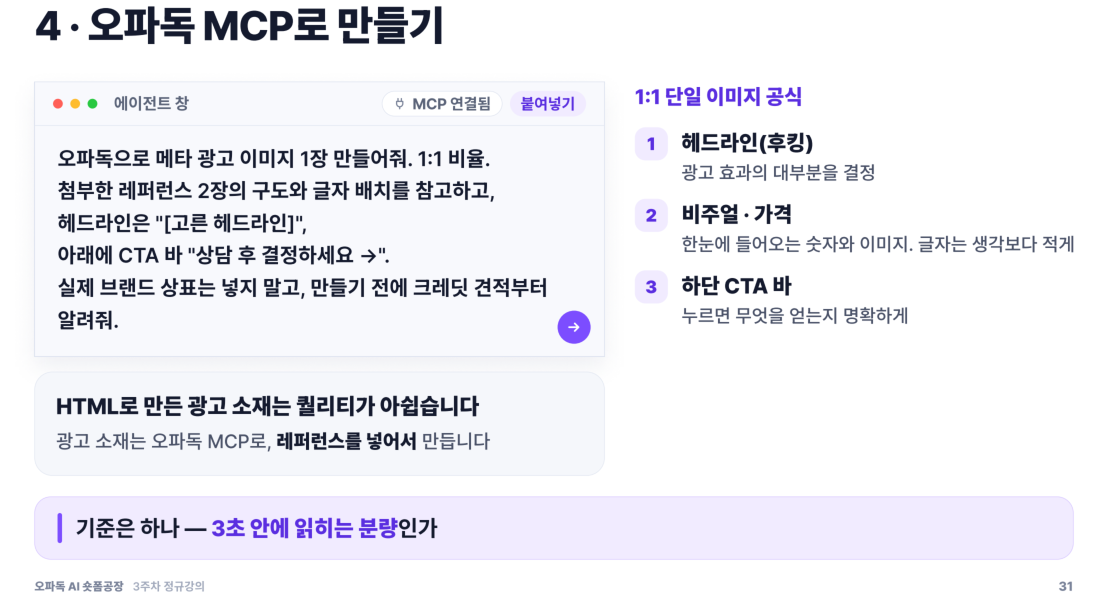 4 · 오파독 MCP로 만들기
에이전트 창
MCP 연결됨
붙여넣기
오파독으로 메타 광고 이미지 1장 만들어줘. 1:1 비율.
첨부한 레퍼런스 2장의 구도와 글자 배치를 참고하고,
헤드라인은 "[고른 헤드라인]",
아래에 CTA 바 "상담 후 결정하세요 →".
실제 브랜드 상표는 넣지 말고, 만들기 전에 크레딧 견적부터
알려줘.
→
HTML로 만든 광고 소재는 퀄리티가 아쉽습니다
광고 소재는 오파독 MCP로, 레퍼런스를 넣어서 만듭니다
1:1 단일 이미지 공식
1 헤드라인(후킹)
광고 효과의 대부분을 결정
2 비주얼 · 가격
한눈에 들어오는 숫자와 이미지. 글자는 생각보다 적게
3 하단 CTA 바
누르면 무엇을 얻는지 명확하게
기준은 하나 — 3초 안에 읽히는 분량인가
오파독 AI 숏폼공장 3주차 정규강의
31